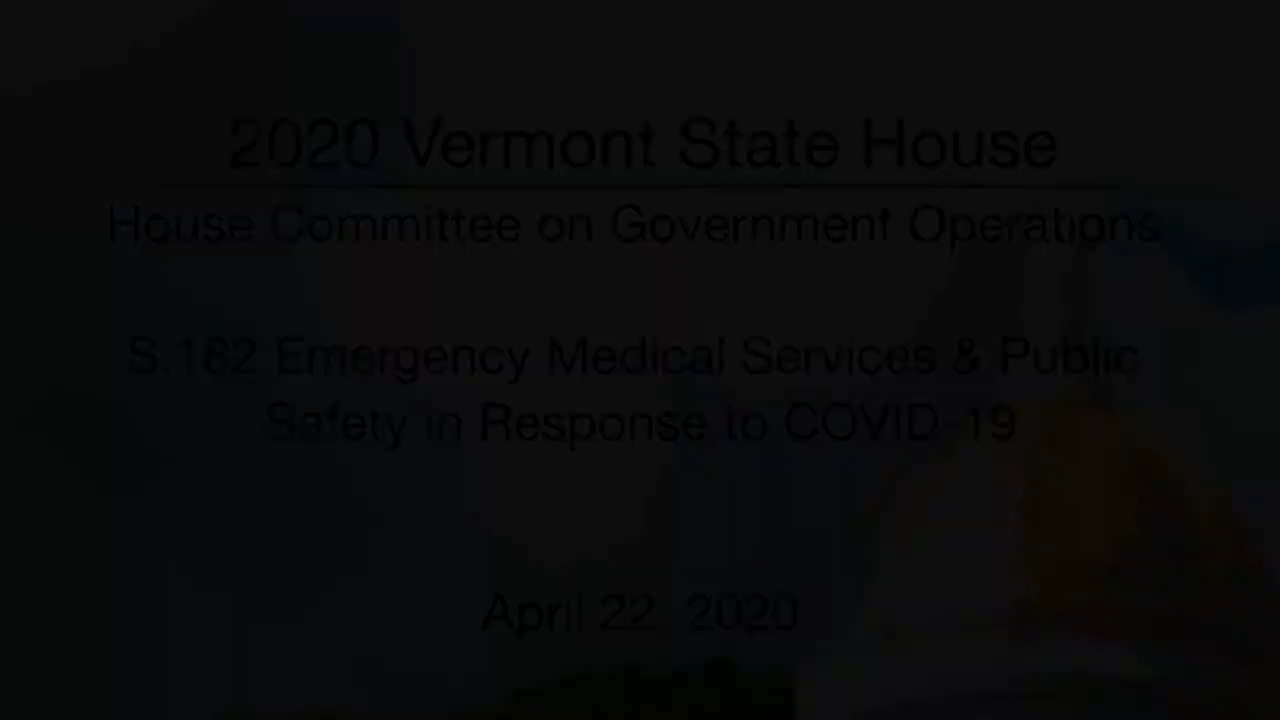 2020 Vermont State House
House Committee on Government Operations
S.182 Emergency Medical Services & Public
Safety in Response to COVID-19
April 22, 2020